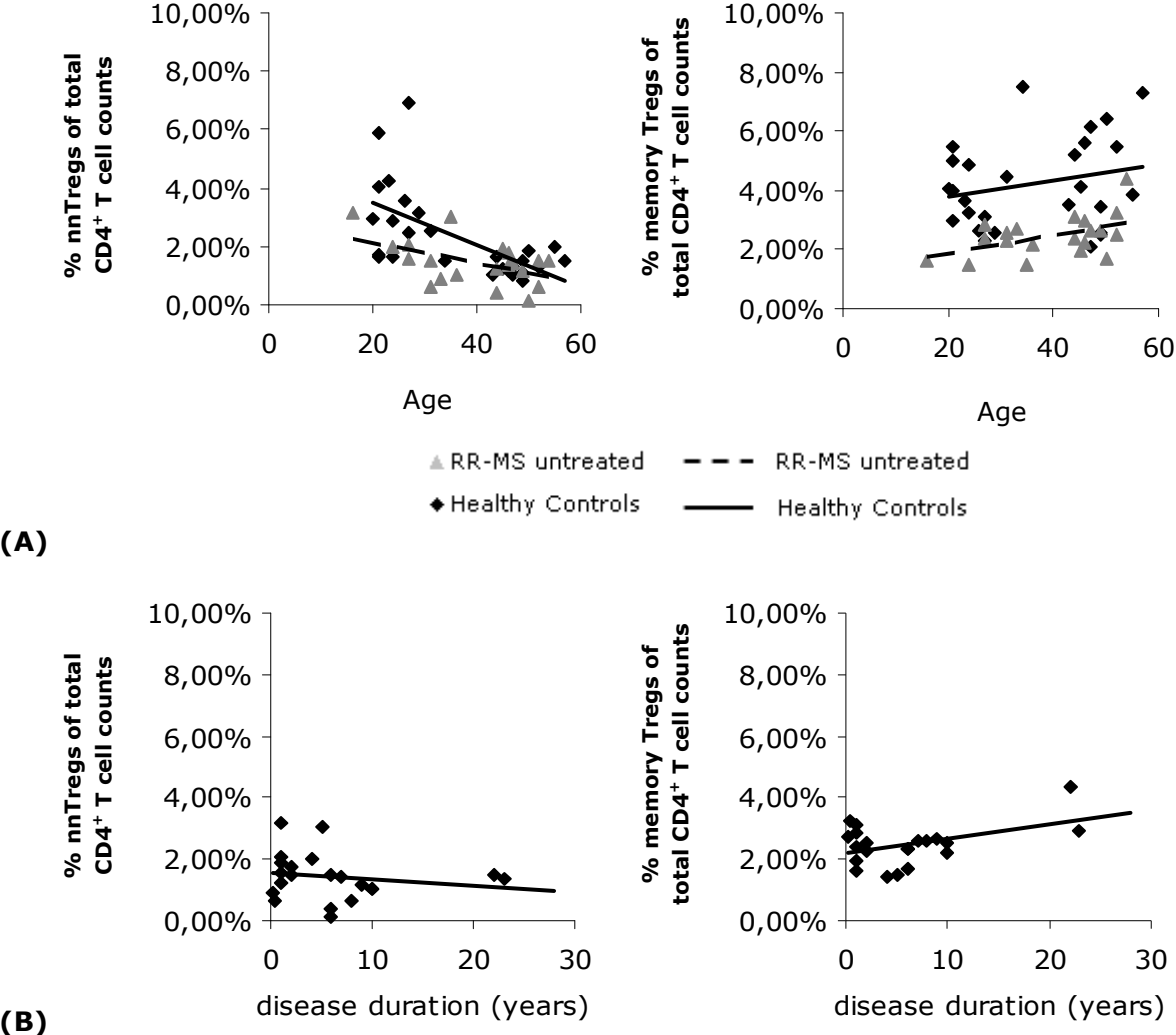 % nnTregs of total
CD4+ T cell counts
10,00%
8,00%
6,00%
4,00%
2,00%
0,00%
0 20 40 60
Age
% memory Tregs of
total CD4+ T cell counts
10,00%
8,00%
6,00%
4,00%
2,00%
0,00%
0 20 40 60
Age
RR-MS untreated RR-MS untreated
Healthy Controls Healthy Controls
(A)
% nnTregs of total
CD4+ T cell counts
10,00%
8,00%
6,00%
4,00%
2,00%
0,00%
0 10 20 30
disease duration (years)
% memory Tregs of
total CD4+ T cell counts
10,00%
8,00%
6,00%
4,00%
2,00%
0,00%
0 10 20 30
disease duration (years)
(B)